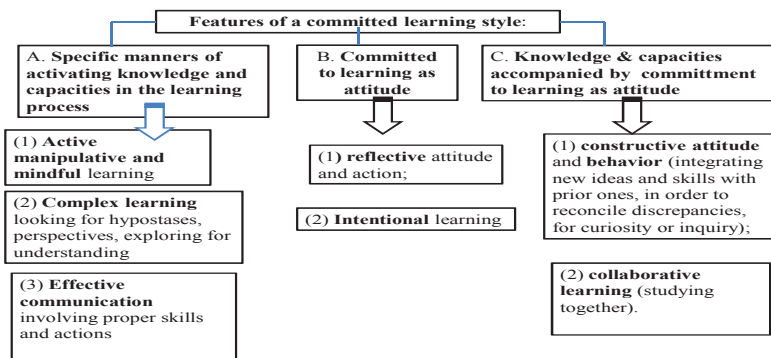 Features of a committed learning style:
A. Specific manners of
activating knowledge and
capacities in the learning
process
B. Committed
to learning as
attitude
C. Knowledge & capacities
accompanied by committment
to learning as attitude
(1) Active
manipulative and
mindful learning
(2) Complex learning
looking for hypostases,
perspectives, exploring for
understanding
(3) Effective
communication
involving proper skills
and actions
(1) reflective attitude
and action;
(2) Intentional learning
(1) constructive attitude
and behavior (integrating
new ideas and skills with
prior ones, in order to
reconcile discrepancies,
for curiosity or inquiry);
(2) collaborative
learning (studying
together).